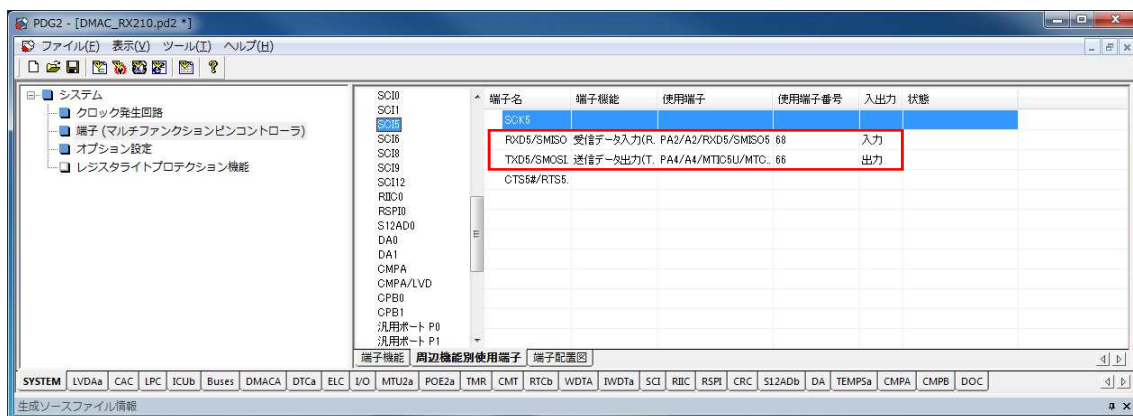 PDG2 - [DMAC_RX210.pd2 *]
ファイル(F) 表示(V) ツール(T) ヘルプ(H)
システム
クロック発生回路
端子 (マルチファンクションピンコントローラ)
オプション設定
レジスタライトプロテクション機能
SCI0
SCI1
SCI5
SCI6
SCI8
SCI9
SCI12
RIIC0
RSPI0
S12AD0
DA0
DA1
CMPA
CMPA/LVD
CPB0
CPB1
汎用ポート P0
汎用ポート P1
端子名 端子機能 使用端子 使用端子番号 入出力 状態
SCK5
RXD5/SMISO 受信データ入力(R. PA2/A2/RXD5/SMISO5 68 入力
TXD5/SMOSI. 送信データ出力(T. PA4/A4/MTIC5U/MTC.. 66 出力
CTS5#/RTS5.
端子機能 周辺機能別使用端子 端子配置図
SYSTEM LVDAa CAC LPC ICUb Buses DMACA DTCa ELC I/O MTU2a POE2a TMR CMT RTCb WDTA IWDTa SCI RIIC RSPI CRC S12ADb DA TEMPSa CMPA CMPB DOC
生成ソースファイル情報